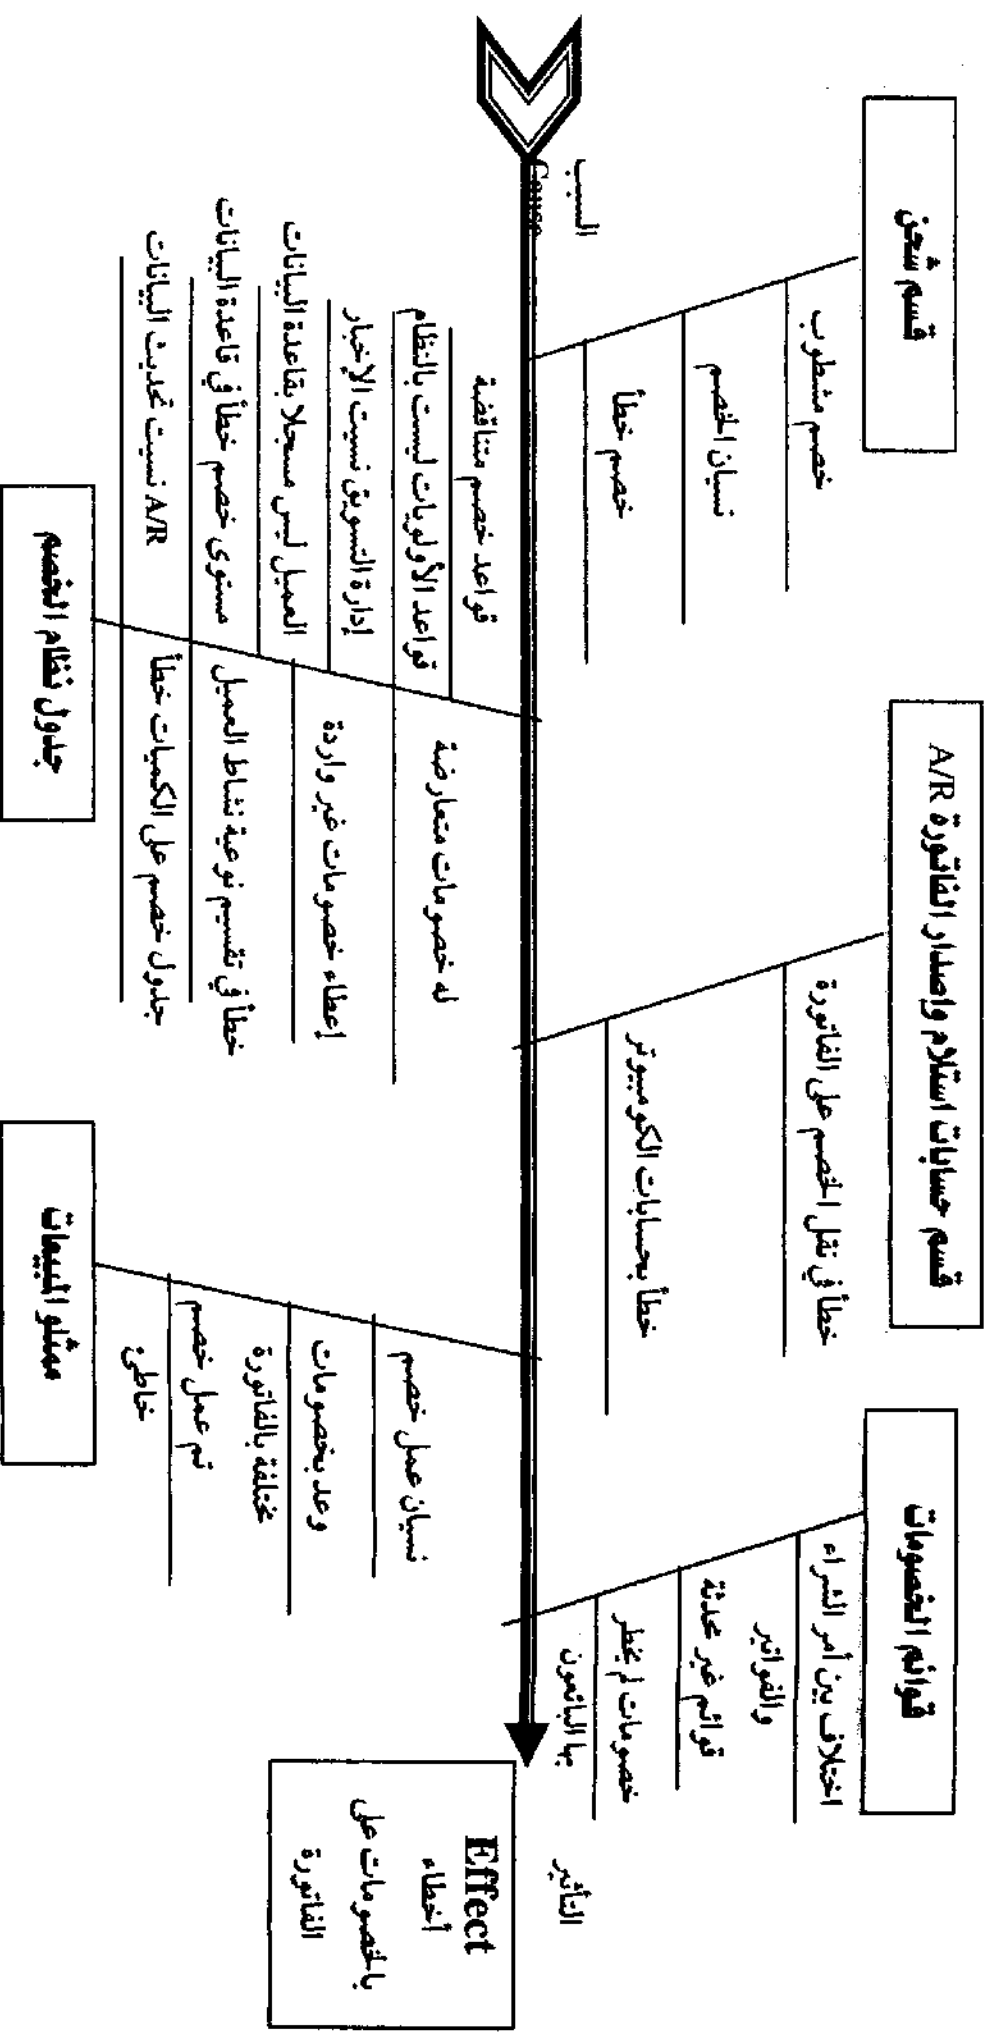 قسم شحن
خصم مشطوب
نسيان الخصم
خصم خطأ
قسم حسابات استلام وإصدار الفاتورة A/R
خطأ في نقل الخصم على الفاتورة
خطأ بحسابات الكومبيوتر
قوائم الخصومات
اختلاف بين أمر الشراء
والفواتير
قوائم غير محدثة
خصومات لم يخطر
بها البائعون
السبب
Cause
التأثير
Effect
أخطاء
بالخصومات على
الفاتورة
قواعد خصم متناقضة
قواعد الأولويات ليست بالنظام
إدارة التسويق نسيت الإخبار
العميل ليس مسجلا بقاعدة البيانات
مستوى خصم خطأ في قاعدة البيانات
A/R نسيت تحديث البيانات
له خصومات متعارضة
إعطاء خصومات غير واردة
خطأ في تقسيم نوعية نشاط العميل
جدول خصم على الكميات خطأ
جدول نظام الخصم
نسيان عمل خصم
وعد بخصومات
مختلفة بالفاتورة
تم عمل خصم
خاطئ
ممثلو المبيعات